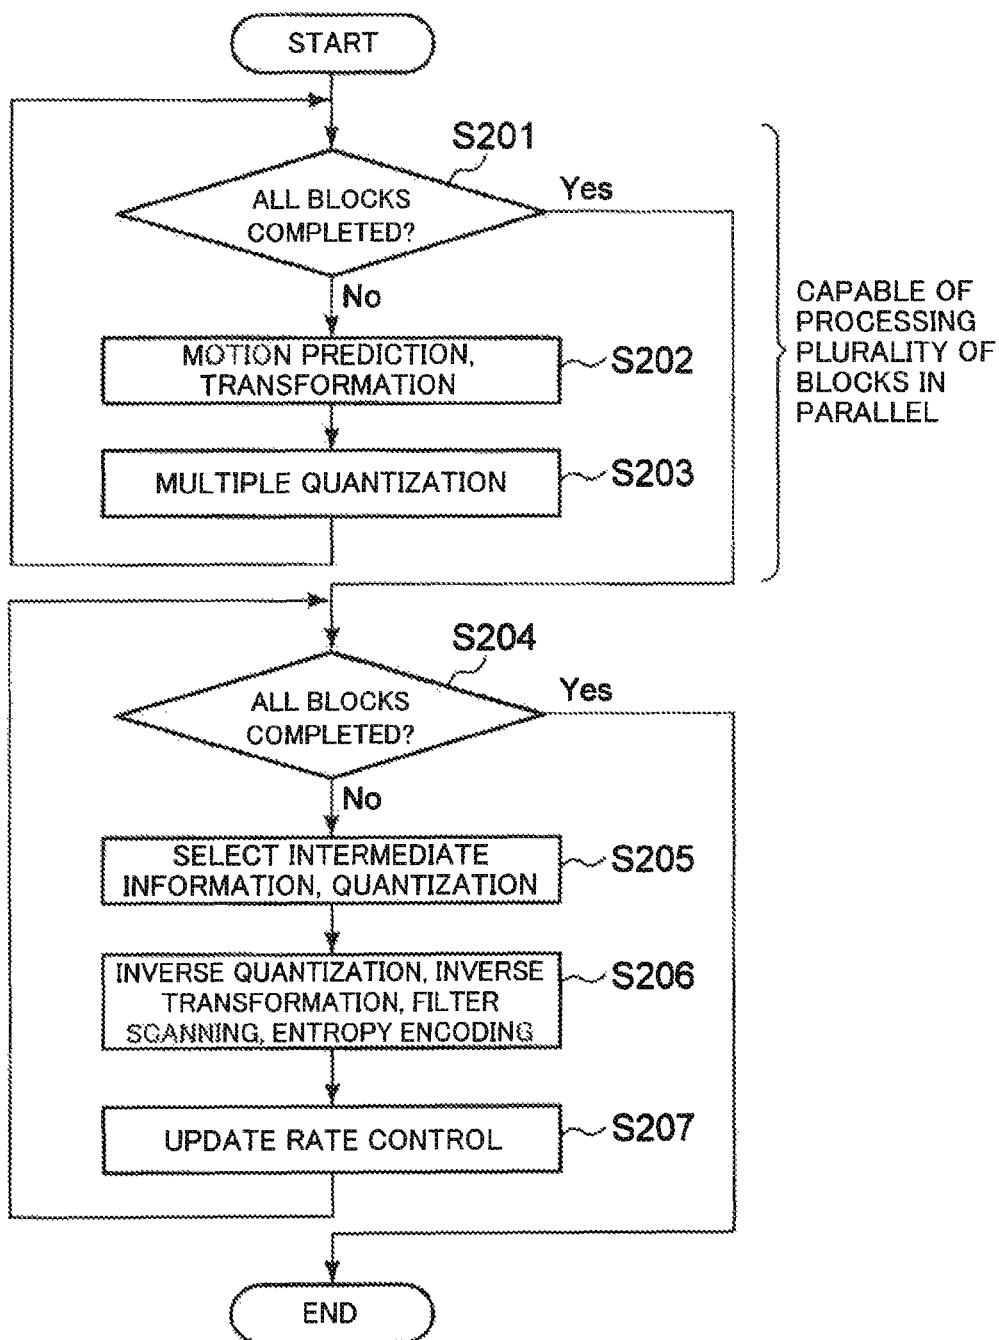 START
S201
ALL BLOCKS
COMPLETED?
Yes
No
MOTION PREDICTION,
TRANSFORMATION
S202
MULTIPLE QUANTIZATION
S203
CAPABLE OF
PROCESSING
PLURALITY OF
BLOCKS IN
PARALLEL
S204
ALL BLOCKS
COMPLETED?
Yes
No
SELECT INTERMEDIATE
INFORMATION, QUANTIZATION
S205
INVERSE QUANTIZATION, INVERSE
TRANSFORMATION, FILTER
SCANNING, ENTROPY ENCODING
S206
UPDATE RATE CONTROL
S207
END